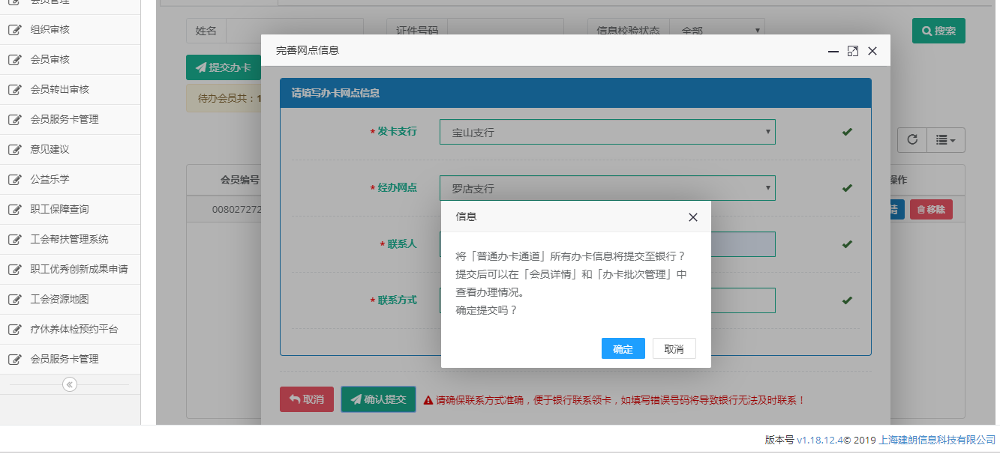 会员管理
组织审核
会员审核
会员转出审核
会员服务卡管理
意见建议
公益乐学
职工保障查询
工会帮扶管理系统
职工优秀创新成果申请
工会资源地图
疗休养体检预约平台
会员服务卡管理
姓名
证件号码
信息校验状态
全部
搜索
提交办卡
待办会员共：1
会员编号
操作
00802727
情
移除
完善网点信息
请填写办卡网点信息
* 发卡支行
宝山支行
* 经办网点
罗店支行
* 联系人
* 联系方式
信息
将「普通办卡通道」所有办卡信息将提交至银行？
提交后可以在「会员详情」和「办卡批次管理」中
查看办理情况。
确定提交吗？
确定
取消
取消
确认提交
请确保联系方式准确，便于银行联系领卡，如填写错误号码将导致银行无法及时联系！
版本号 v1.18.12.4© 2019 上海建朗信息科技有限公司